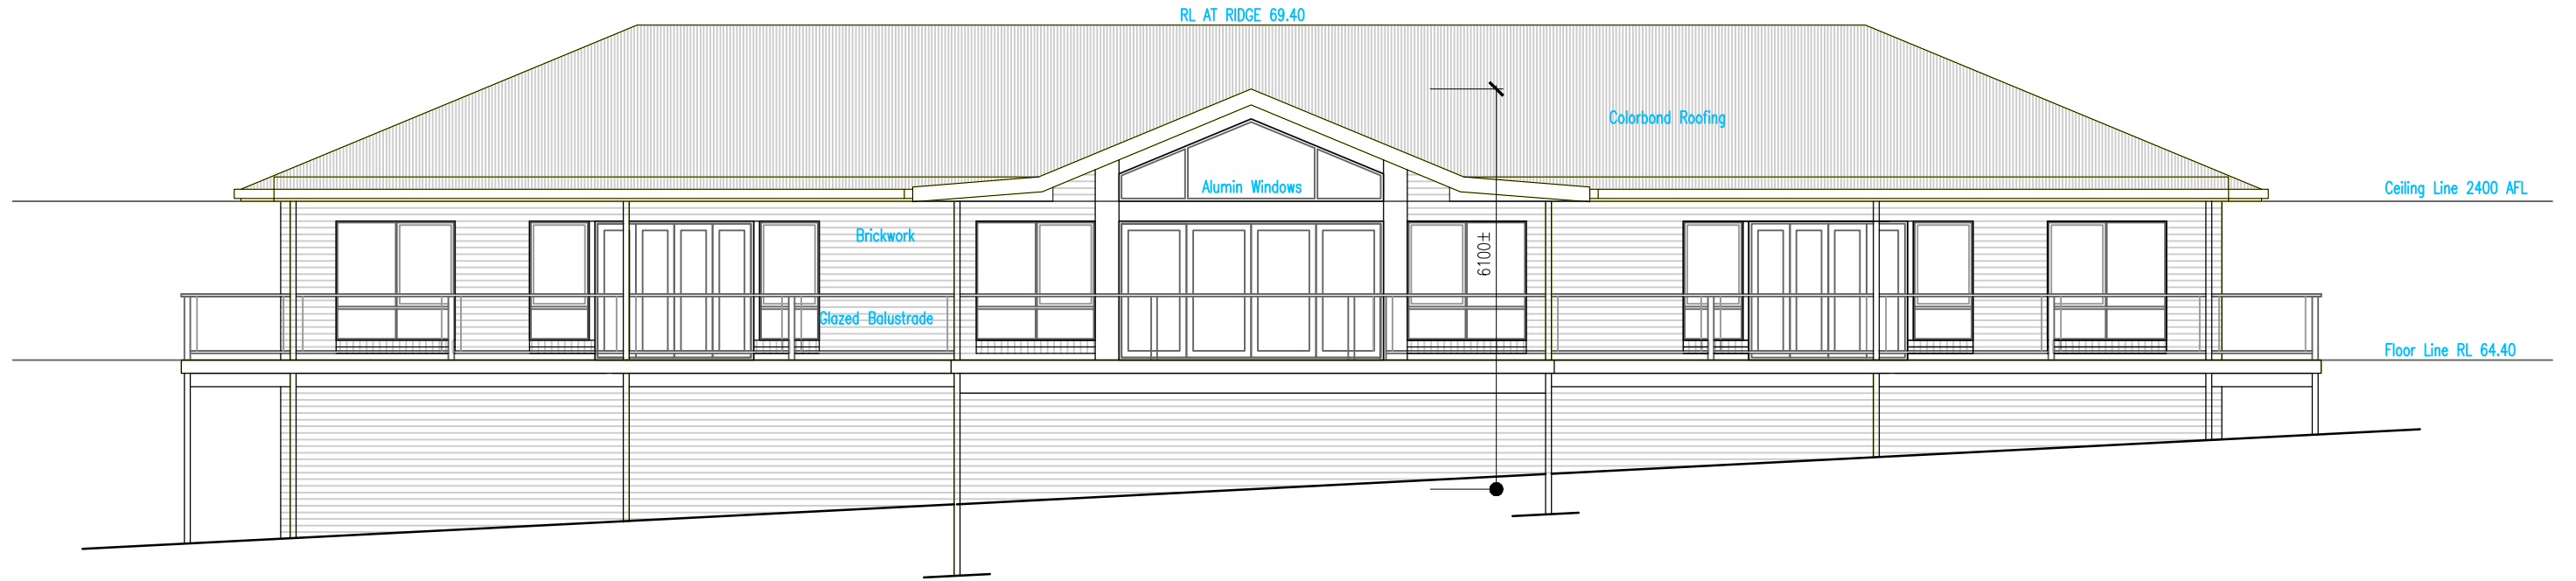 RL AT RIDGE 69.40
Colorbond Roofing
Alumin Windows
Ceiling Line 2400 AFL
Brickwork
6100±
Glazed Balustrade
Floor Line RL 64.40